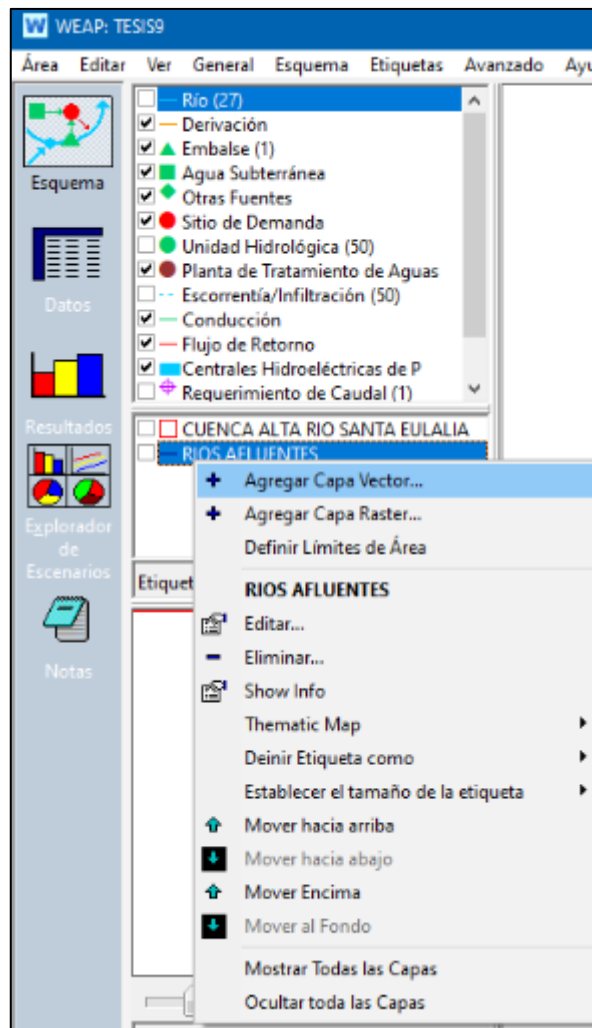 WEAP: TESIS9
Área Editar Ver General Esquema Etiquetas Avanzado Ayu
Esquema
Datos
Resultados
Explorador
de
Escenarios
Notas
Río (27)
Derivación
Embalse (1)
Agua Subterránea
Otras Fuentes
Sitio de Demanda
Unidad Hidrológica (50)
Planta de Tratamiento de Aguas
Escorrentía/Infiltración (50)
Conducción
Flujo de Retorno
Centrales Hidroeléctricas de P
Requerimiento de Caudal (1)
CUENCA ALTA RIO SANTA EULALIA
RIOS AFLUENTES
Etiquet
Agregar Capa Vector...
Agregar Capa Raster...
Definir Límites de Área
RIOS AFLUENTES
Editar...
Eliminar...
Show Info
Thematic Map
Deinir Etiqueta como
Establecer el tamaño de la etiqueta
Mover hacia arriba
Mover hacia abajo
Mover Encima
Mover al Fondo
Mostrar Todas las Capas
Ocultar toda las Capas